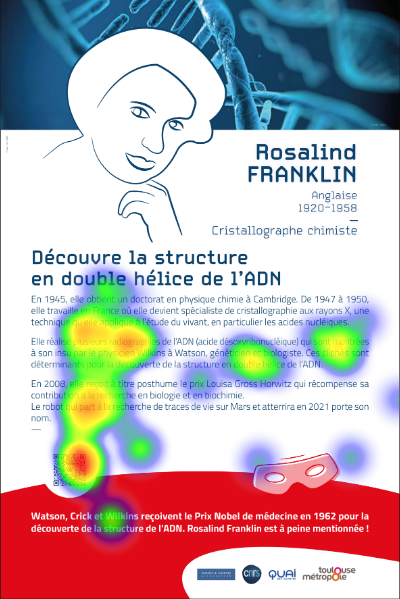 Rosalind
FRANKLIN
Anglaise
1920-1958
Cristallographe chimiste
Découvre la structure
en double hélice de l'ADN
En 1945, elle obtient un doctorat en physique chimie à Cambridge. De 1947 à 1950,
elle travaille en France où elle devient spécialiste de cristallographie aux rayons X, une
technique qu'elle applique à l'étude du vivant, en particulier les acides nucléiques.
Elle réalise plusieurs radiographies de l'ADN (acide désoxyribonucléique) qui sont montrées
à son insu par le physicien Wilkins à Watson, généticien et biologiste. Ces clichés sont
déterminants pour la découverte de la structure en double hélice de l'ADN.
En 2008, elle reçoit à titre posthume le prix Louisa Gross Horwitz qui récompense sa
contribution à la recherche en biologie et en biochimie.
Le robot qui part à la recherche de traces de vie sur Mars et atterrira en 2021 porte son
nom.
Watson, Crick et Wilkins reçoivent le Prix Nobel de médecine en 1962 pour la
découverte de la structure de l'ADN. Rosalind Franklin est à peine mentionnée !
cnrs
QUAI
toulouse
métropole